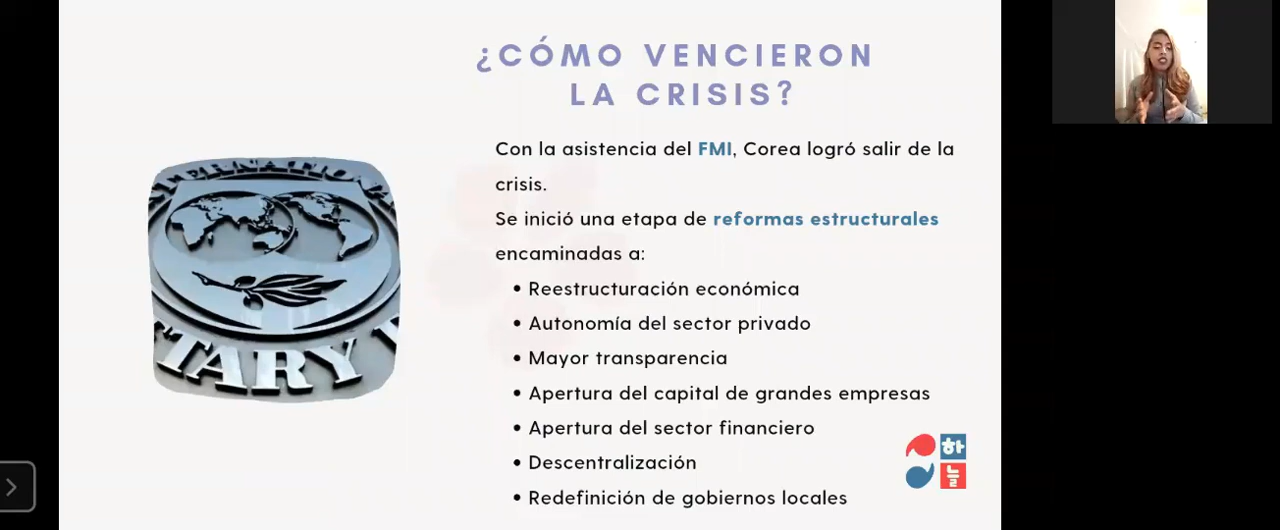 ¿CÓMO VENCIERON
LA CRISIS?
Con la asistencia del FMI, Corea logró salir de la
crisis.
Se inició una etapa de reformas estructurales
encaminadas a:
• Reestructuración económica
• Autonomía del sector privado
• Mayor transparencia
• Apertura del capital de grandes empresas
• Apertura del sector financiero
• Descentralización
• Redefinición de gobiernos locales
TARY
하
늘